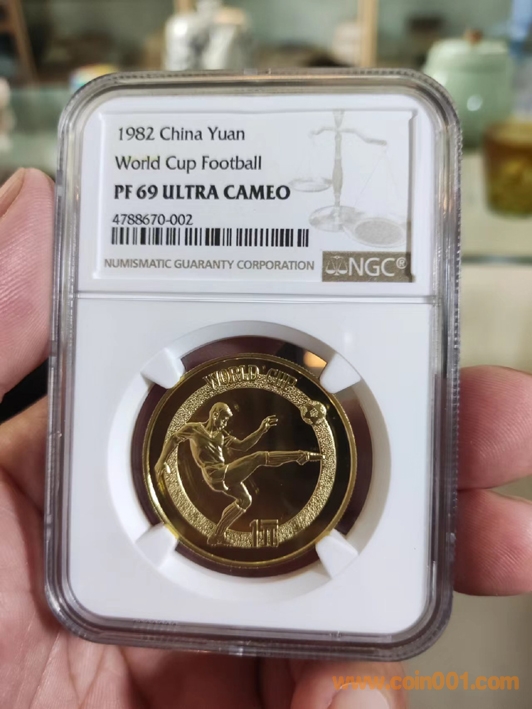 1982 China Yuan
World Cup Football
PF 69 ULTRA CAMEO
4788670-002
NUMISMATIC GUARANTY CORPORATION NGC®
WORLD CUP
1元
www.coin001.com